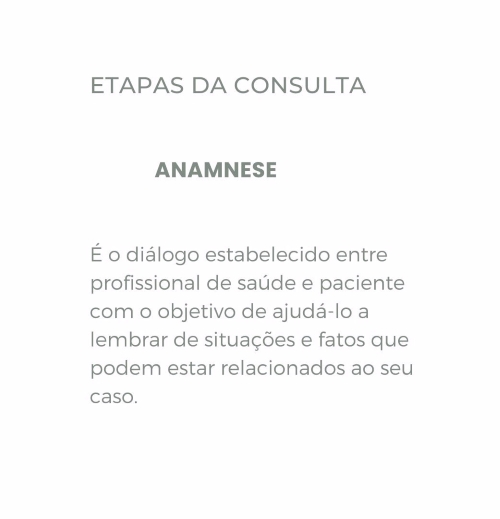 ETAPAS DA CONSULTA
ANAMNESE
É o diálogo estabelecido entre
profissional de saúde e paciente
com o objetivo de ajudá-lo a
lembrar de situações e fatos que
podem estar relacionados ao seu
caso.